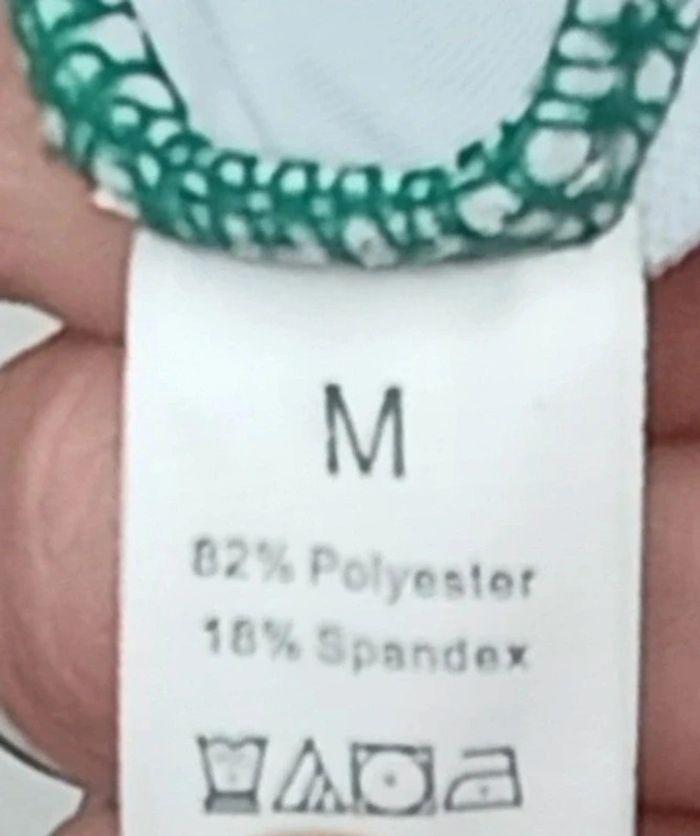 M
82% Polyester
18% Spandex